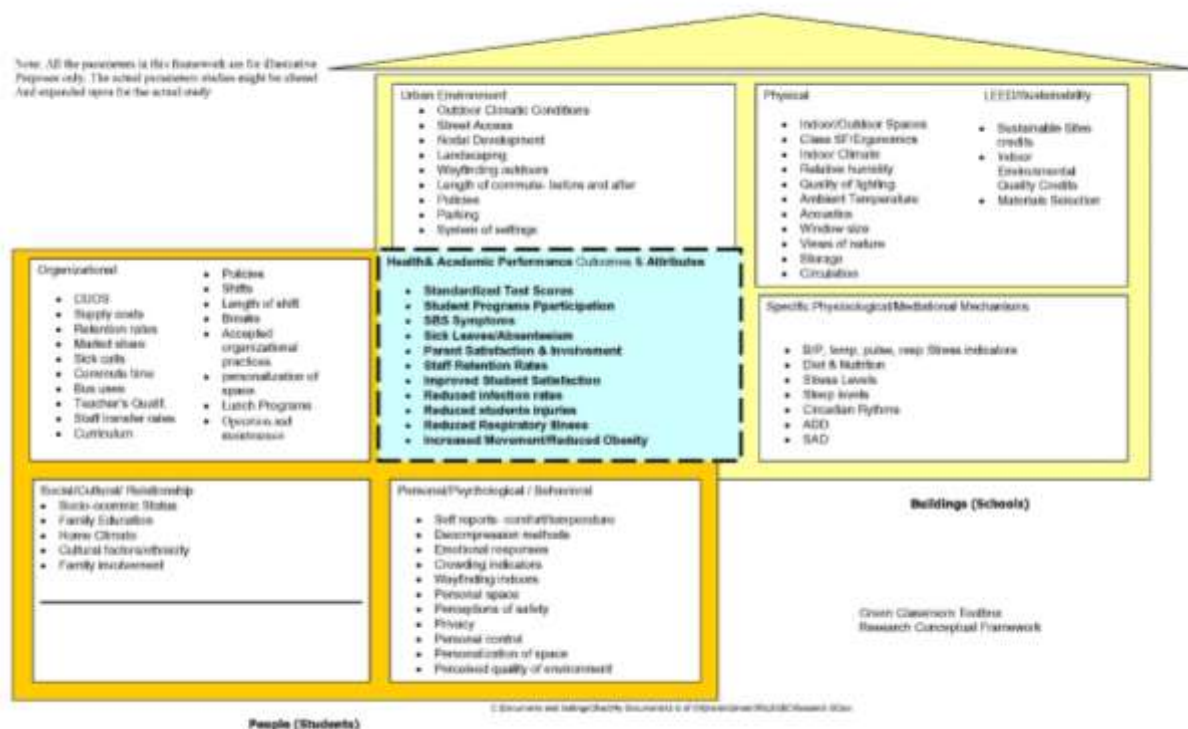 Note: All the parameters in this framework are for illustrative
Purposes only. The actual parameters studies might be altered
And expanded upon for the actual study
Urban Environment
• Outdoor Climatic Conditions
• Street Access
• Nodal Development
• Landscaping
• Wayfinding outdoors
• Length of commute- before and after
• Policies
• Parking
• System of settings
Physical
• Indoor/Outdoor Spaces
• Class SF/Ergonomics
• Indoor Climate
• Relative humidity
• Quality of lighting
• Ambient Temperature
• Acoustics
• Window size
• Views of nature
• Storage
• Circulation
LEED/Sustainability
• Sustainable Sites
credits
• Indoor
Environmental
Quality Credits
• Materials Selection
Organizational
• Supply costs
• Retention rates
• Market share
• Sick calls
• Commute time
• Bus uses
• Teacher's Qualif.
• Staff transfer rates
• Curriculum
• Policies
• Shifts
• Length of shift
• Breaks
• Accepted
organizational
practices
• personalization of
space
• Lunch Programs
• Operation and
maintenance
Health& Academic Performance Outcomes & Attributes
• Standardized Test Scores
• Student Programs Pparticipation
• SBS Symptoms
• Sick Leaves/Absenteeism
• Parent Satisfaction & Involvement
• Staff Retention Rates
• Improved Student Satisfaction
• Reduced infection rates
• Reduced students injuries
• Reduced Respiratory Illness
• Increased Movement/Reduced Obesity
Specific Physiological/Mediational Mechanisms
• B/P, temp, pulse, resp Stress indicators
• Diet & Nutrition
• Stress Levels
• Sleep levels
• Circadian Rythms
• ADD
• SAD
Social/Cultural/ Relationship
• Socio-ecomic Status
• Family Education
• Home Climate
• Cultural factors/ethnicity
• Family involvement
Personal/Psychological / Behavioral
• Self reports- comfort/temperature
• Decompression methods
• Emotional responses
• Crowding indicators
• Wayfinding indoors
• Personal space
• Perceptions of safety
• Privacy
• Personal control
• Personalization of space
• Perceived quality of environment
Buildings (Schools)
Green Classroom Toolbox
Research Conceptual Framework
People (Students)